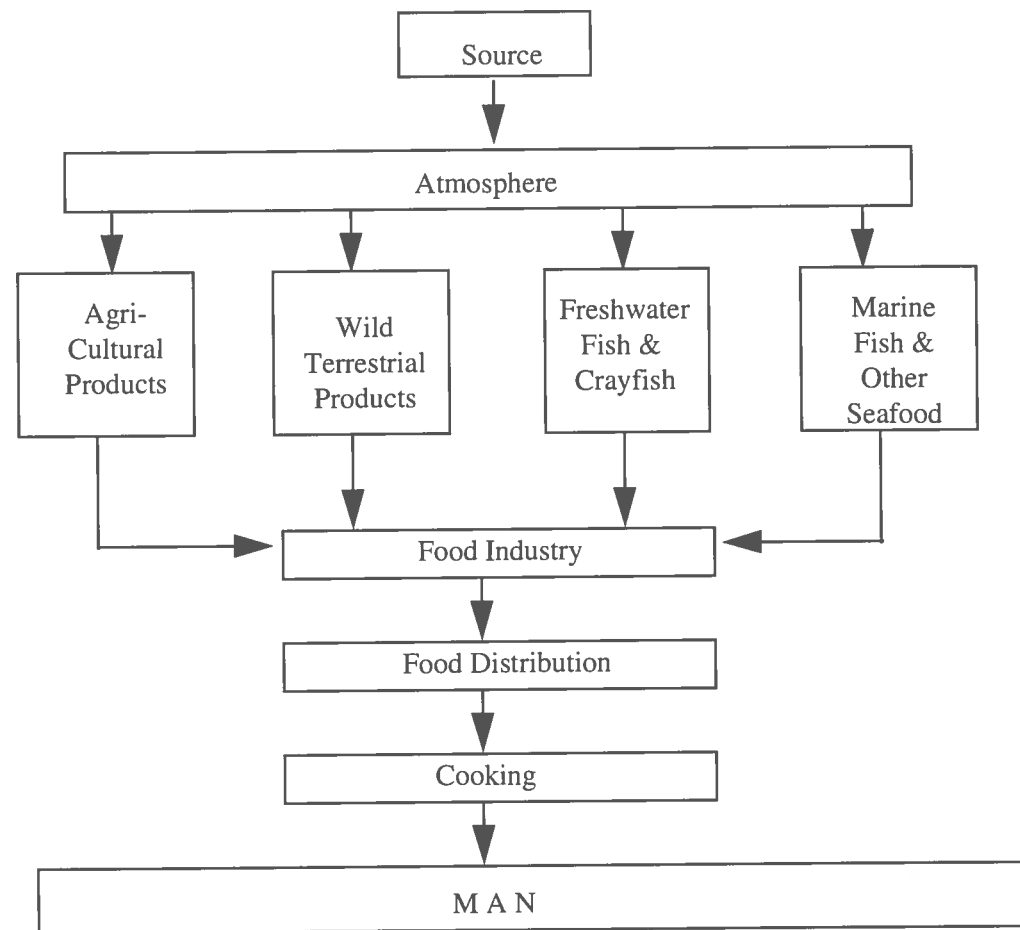 Source
Atmosphere
Agri-
Cultural
Products
Wild
Terrestrial
Products
Freshwater
Fish &
Crayfish
Marine
Fish &
Other
Seafood
Food Industry
Food Distribution
Cooking
M A N